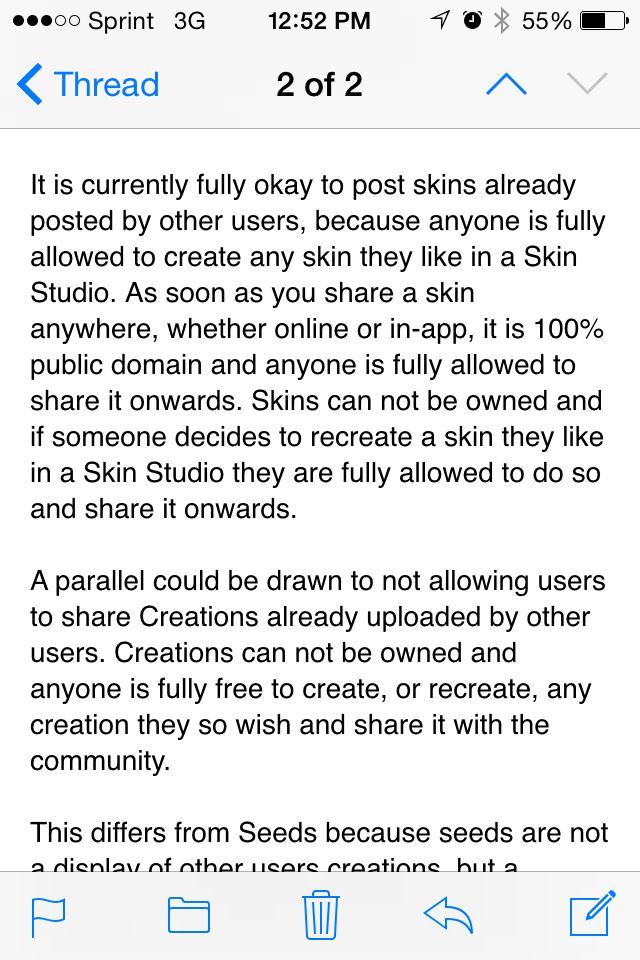 Sprint 3G 12:52 PM 55%
Thread 2 of 2
It is currently fully okay to post skins already
posted by other users, because anyone is fully
allowed to create any skin they like in a Skin
Studio. As soon as you share a skin
anywhere, whether online or in-app, it is 100%
public domain and anyone is fully allowed to
share it onwards. Skins can not be owned and
if someone decides to recreate a skin they like
in a Skin Studio they are fully allowed to do so
and share it onwards.
A parallel could be drawn to not allowing users
to share Creations already uploaded by other
users. Creations can not be owned and
anyone is fully free to create, or recreate, any
creation they so wish and share it with the
community.
This differs from Seeds because seeds are not
a display of other users creations, but a